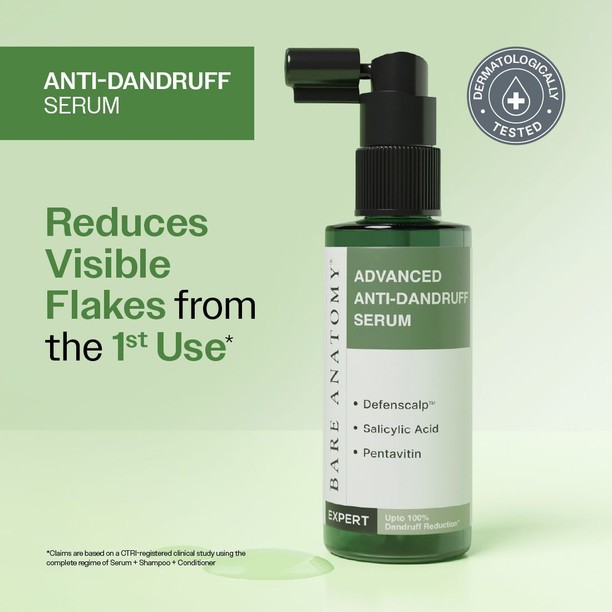 ANTI-DANDRUFF
SERUM
DERMATOLOGICALLY
• TESTED •
Reduces
Visible
Flakes from
the 1st Use*
BARE ANATOMY™
ADVANCED
ANTI-DANDRUFF
SERUM
• Defenscalp™
• Salicylic Acid
• Pentavitin
EXPERT
Upto 100%
Dandruff Reduction*
*Claims are based on a CTRI-registered clinical study using the
complete regime of Serum + Shampoo + Conditioner